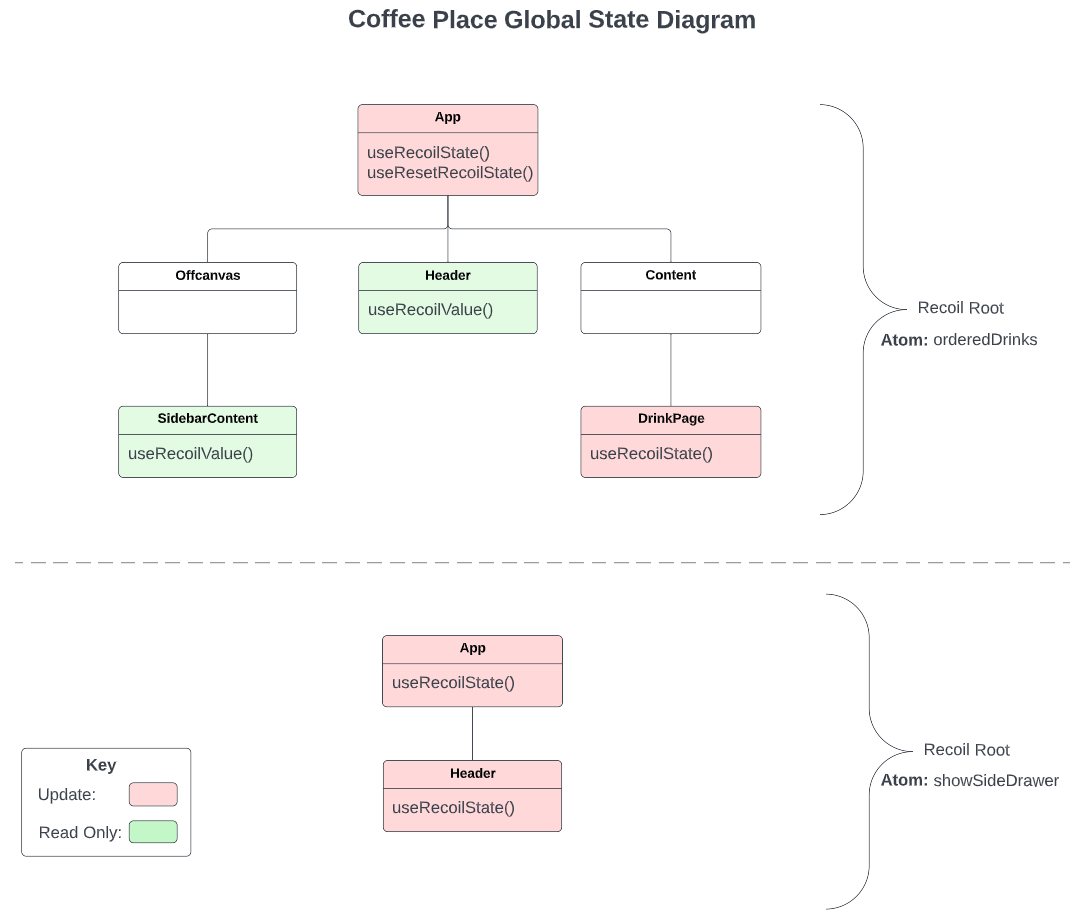 Coffee Place Global State Diagram
App
useRecoilState()
useResetRecoilState()
Offcanvas
Header
useRecoilValue()
Content
SidebarContent
useRecoilValue()
DrinkPage
useRecoilState()
Recoil Root
Atom: orderedDrinks
App
useRecoilState()
Header
useRecoilState()
Recoil Root
Atom: showSideDrawer
Key
Update:
Read Only: